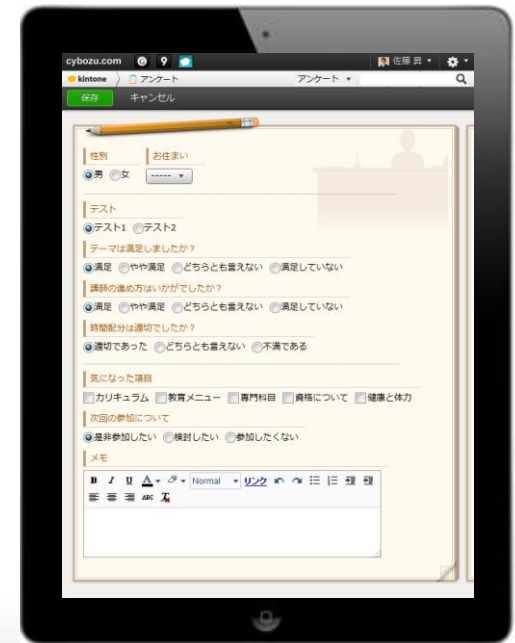 cybozu.com 9 佐藤 昇
kintone アンケート アンケート
保存 キャンセル
性別 お住まい
男 女 -----
テスト
テスト1 テスト2
テーマは満足しましたか?
満足 やや満足 どちらとも言えない 満足していない
講師の進め方はいかがでしたか?
満足 やや満足 どちらとも言えない 満足していない
時間配分は適切でしたか?
適切であった どちらとも言えない 不満である
気になった項目
カリキュラム 教育メニュー 専門科目 資格について 健康と体力
次回の参加について
是非参加したい 検討したい 参加したくない
メモ
B I U A Normal リンク
ABC